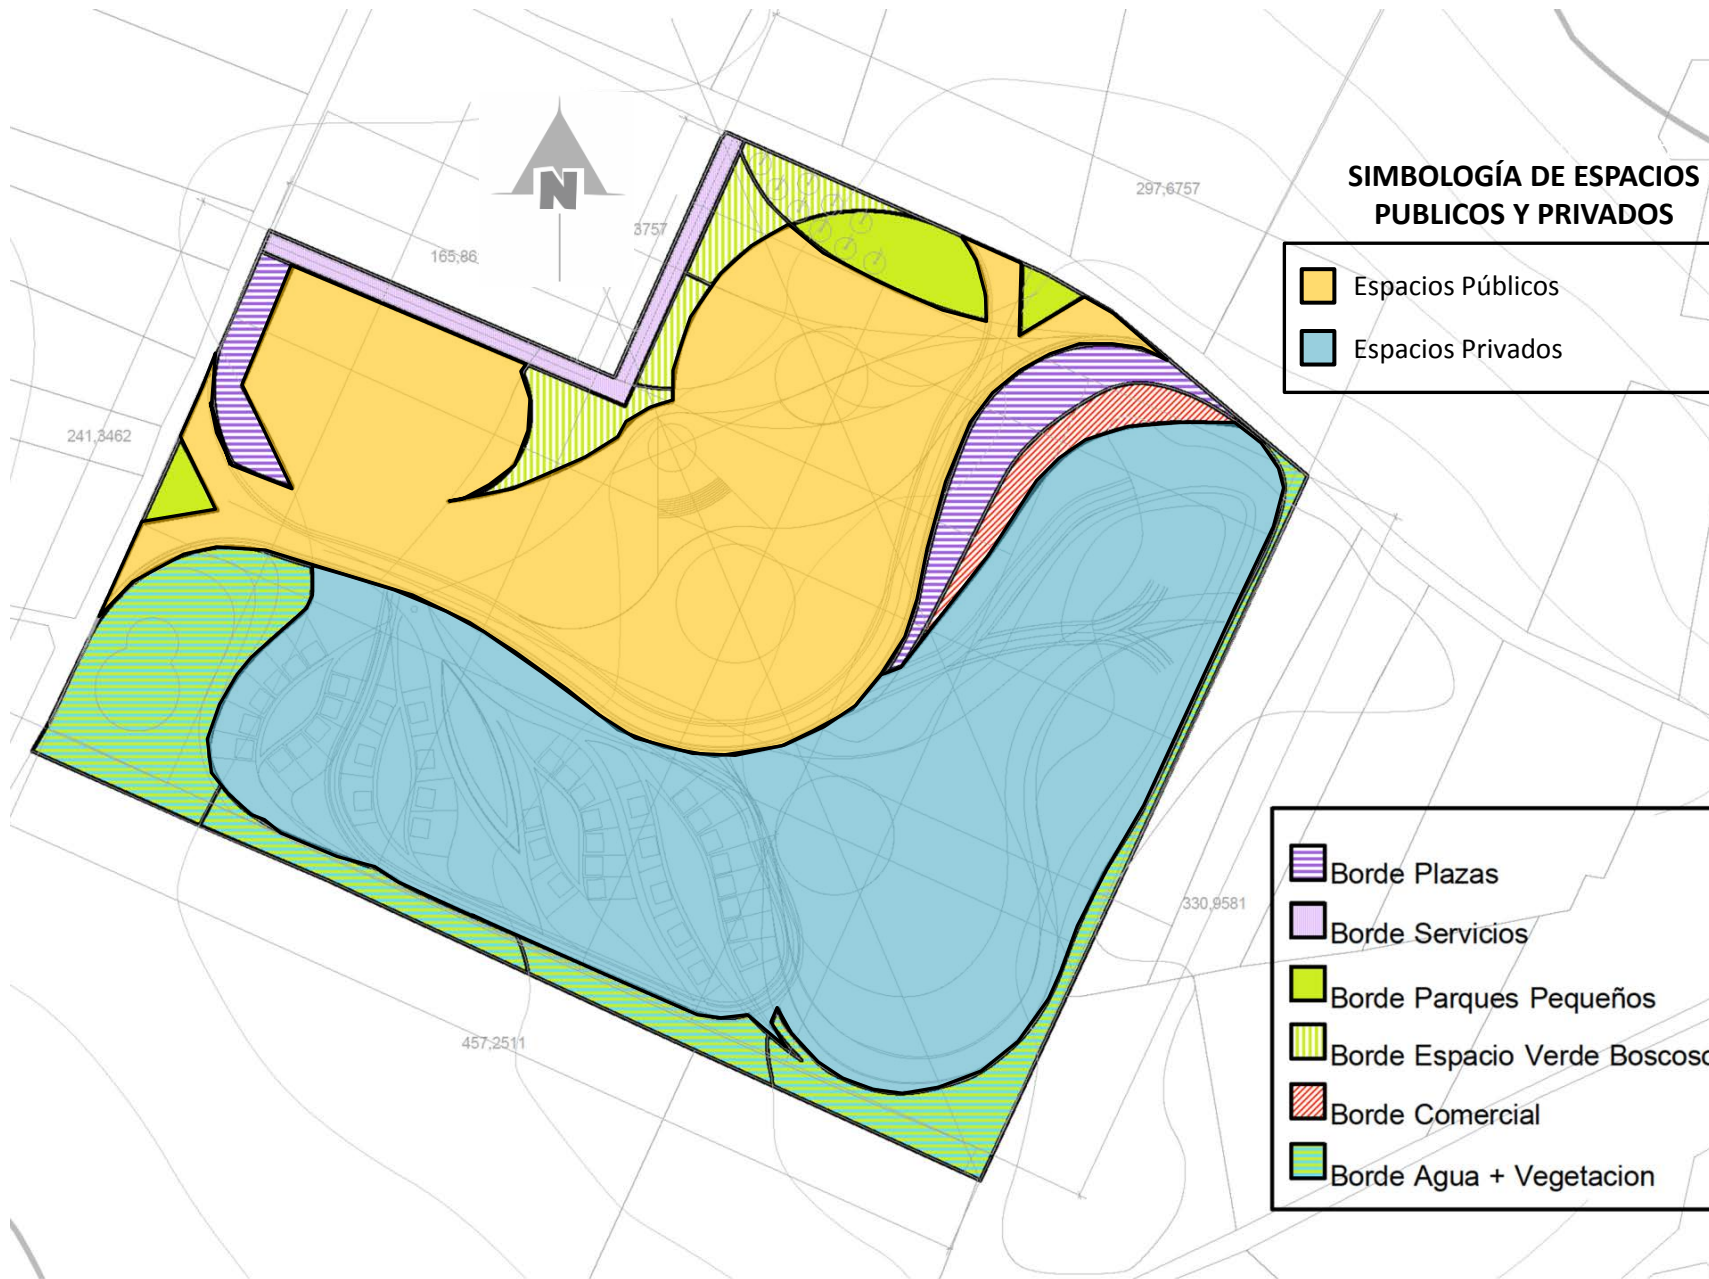 SIMBOLOGÍA DE ESPACIOS
PUBLICOS Y PRIVADOS
Espacios Públicos
Espacios Privados
N
297,6757
3757
165,86
241,3462
330,9581
457,2511
Borde Plazas
Borde Servicios
Borde Parques Pequeños
Borde Espacio Verde Boscoso
Borde Comercial
Borde Agua + Vegetacion